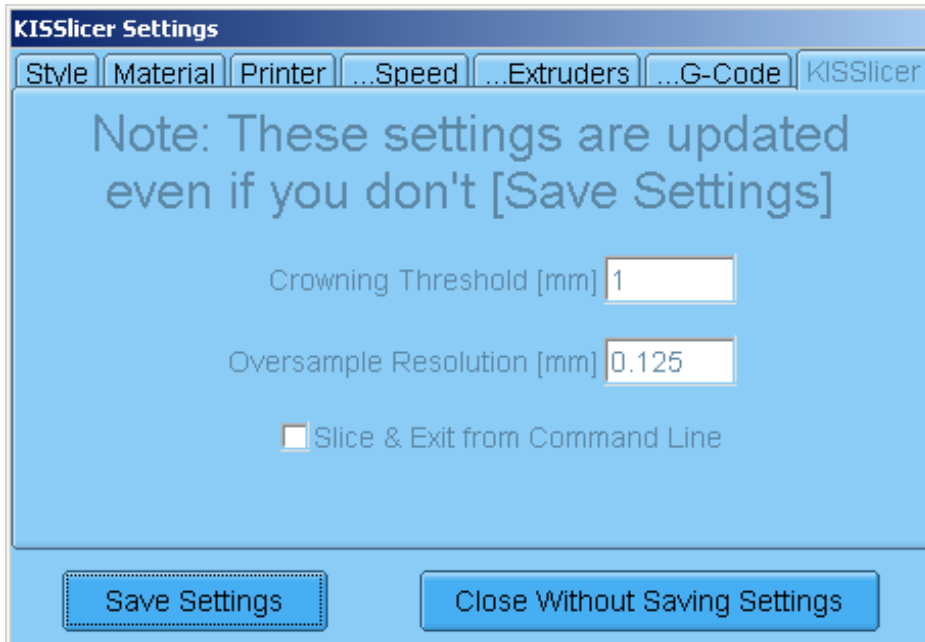 KISSlicer Settings
Style Material Printer ...Speed ...Extruders ...G-Code KISSlicer
Note: These settings are updated
even if you don't [Save Settings]
Crowning Threshold [mm] 1
Oversample Resolution [mm] 0.125
Slice & Exit from Command Line
Save Settings Close Without Saving Settings